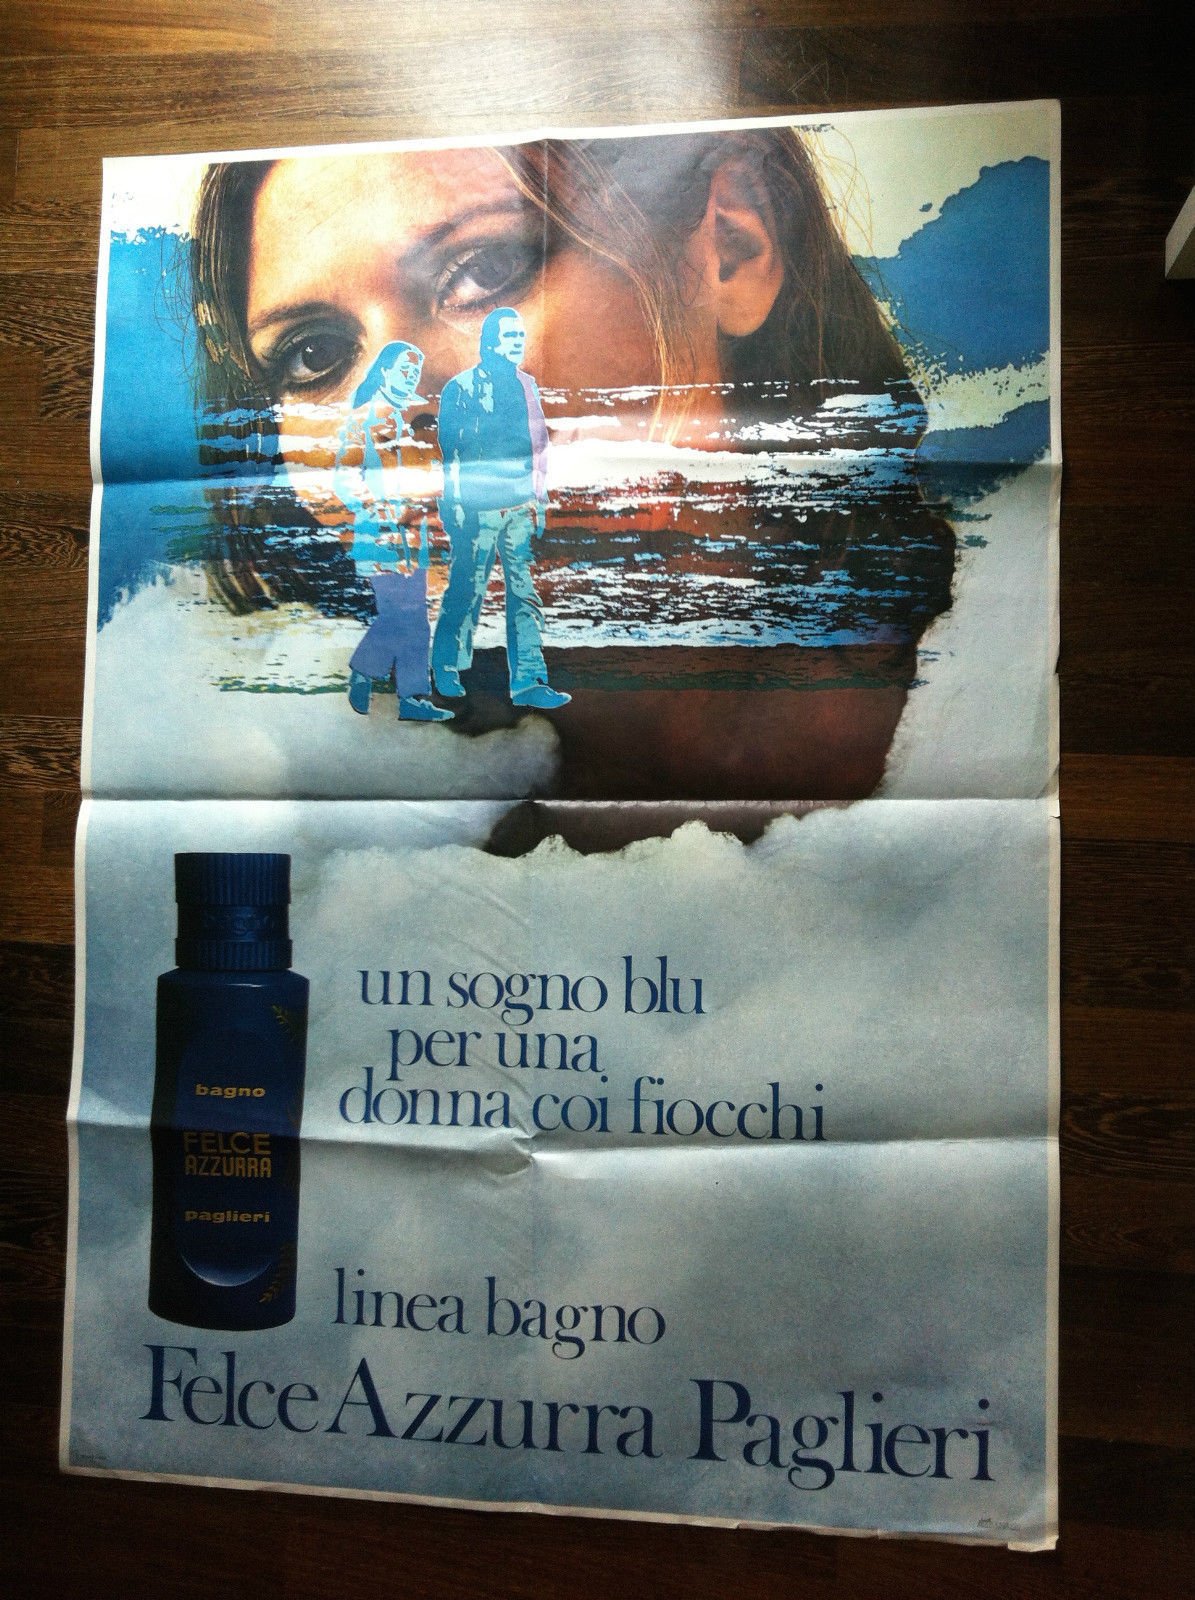 un sogno blu
per una
donna coi fiocchi
bagno
FELCE
AZZURRA
paglieri
linea bagno
Felce Azzurra Paglieri